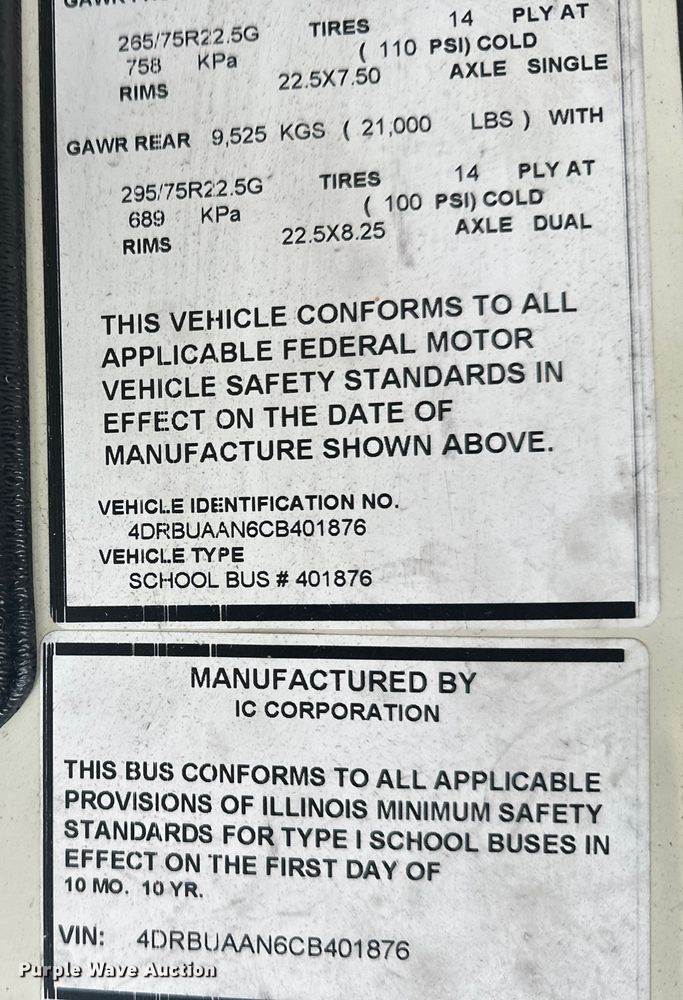 265/75R22.5G TIRES 14 PLY AT
758 KPa ( 110 PSI) COLD
RIMS 22.5X7.50 AXLE SINGLE
GAWR REAR 9,525 KGS ( 21,000 LBS ) WITH
295/75R22.5G TIRES 14 PLY AT
689 KPa ( 100 PSI) COLD
RIMS 22.5X8.25 AXLE DUAL
THIS VEHICLE CONFORMS TO ALL
APPLICABLE FEDERAL MOTOR
VEHICLE SAFETY STANDARDS IN
EFFECT ON THE DATE OF
MANUFACTURE SHOWN ABOVE.
VEHICLE IDENTIFICATION NO.
4DRBUAAN6CB401876
VEHICLE TYPE
SCHOOL BUS # 401876
MANUFACTURED BY
IC CORPORATION
THIS BUS CONFORMS TO ALL APPLICABLE
PROVISIONS OF ILLINOIS MINIMUM SAFETY
STANDARDS FOR TYPE I SCHOOL BUSES IN
EFFECT ON THE FIRST DAY OF
10 MO. 10 YR.
VIN: 4DRBUAAN6CB401876
Purple Wave Auction